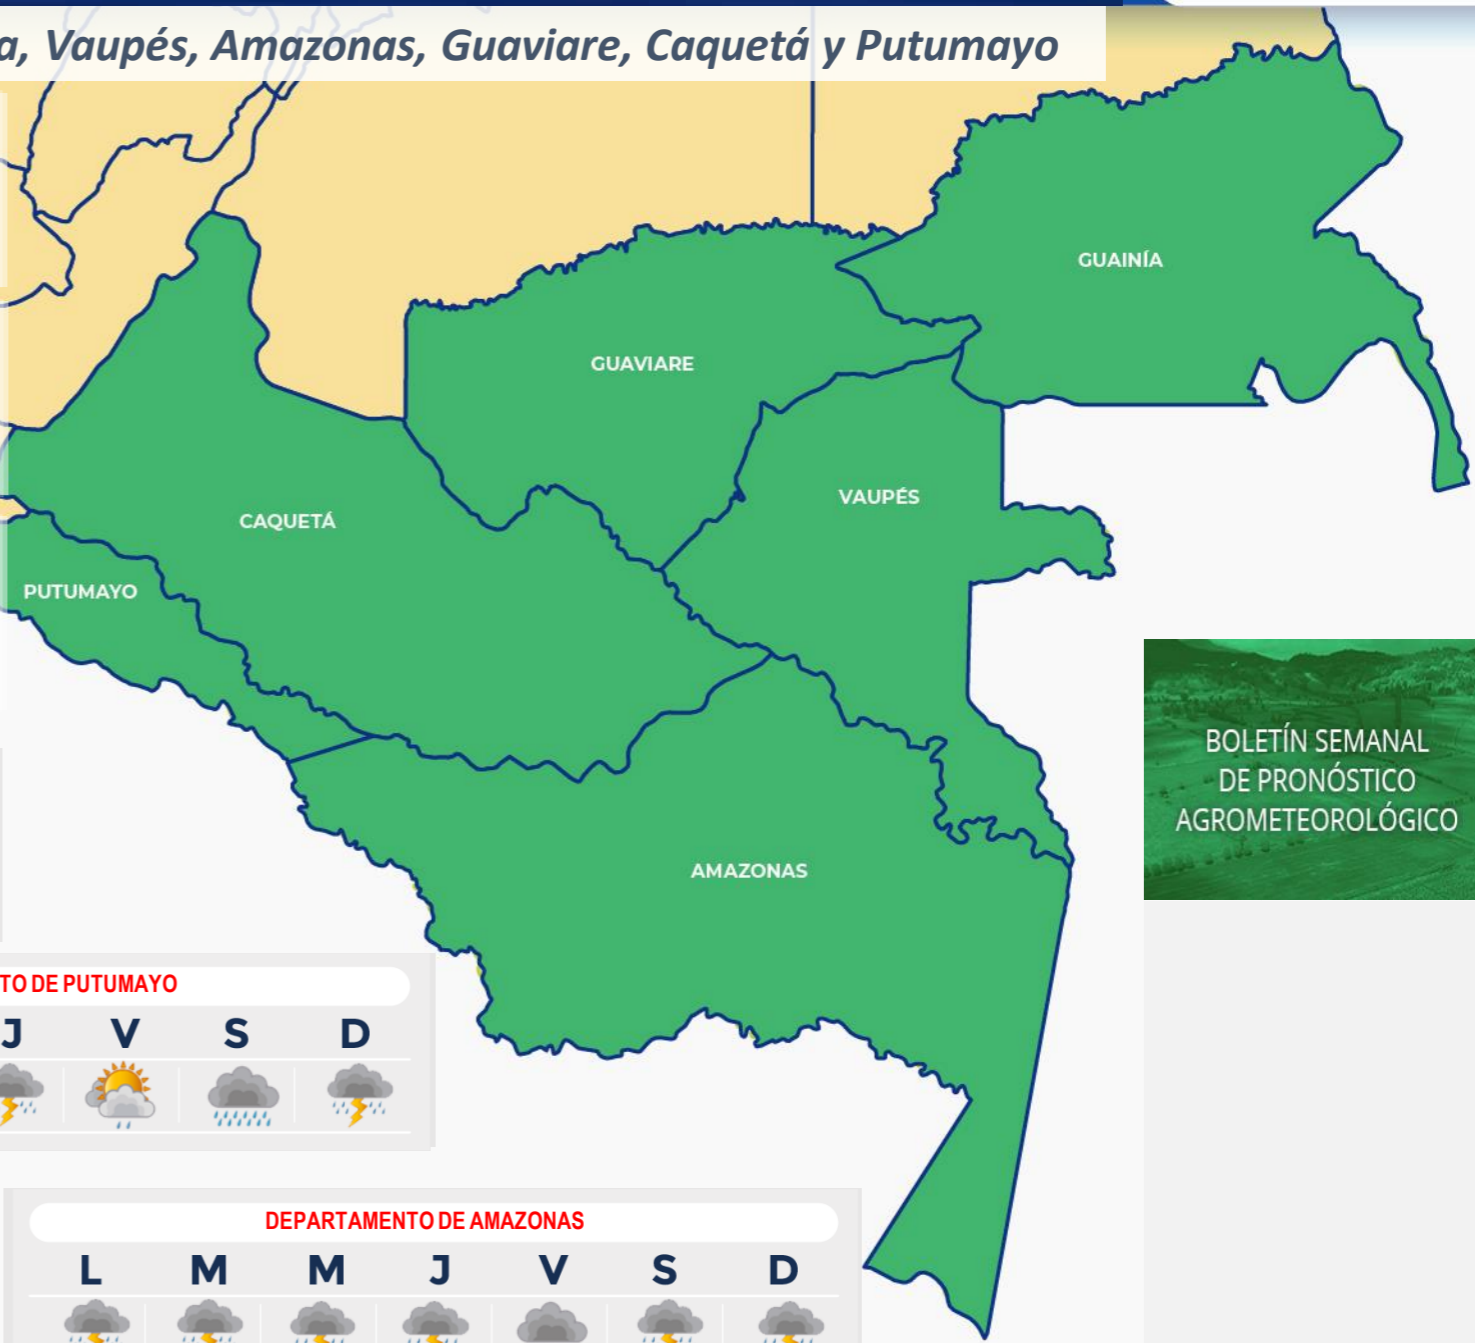 a, Vaupés, Amazonas, Guaviare, Caquetá y Putumayo
GUAINÍA
GUAVIARE
VAUPÉS
CAQUETÁ
PUTUMAYO
BOLETÍN SEMANAL
DE PRONÓSTICO
AGROMETEOROLÓGICO
AMAZONAS
TO DE PUTUMAYO
J V S D
DEPARTAMENTO DE AMAZONAS
L M M J V S D